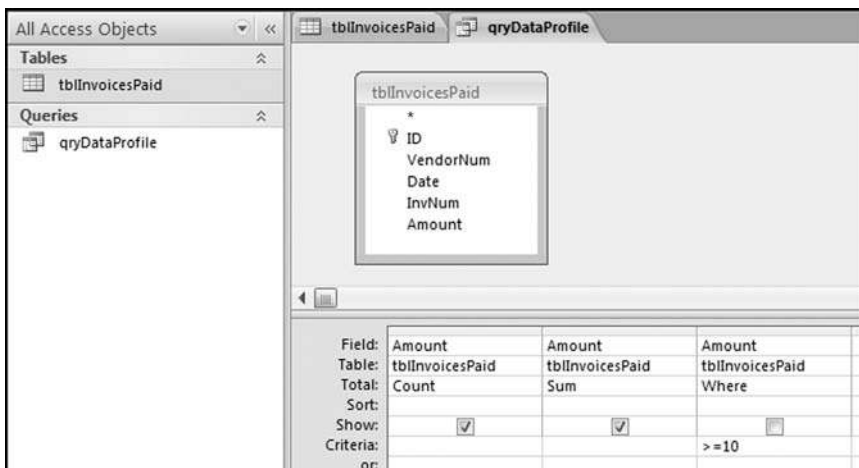 All Access Objects
Tables
tblInvoicesPaid
Queries
qryDataProfile
tblInvoicesPaid qryDataProfile
tblInvoicesPaid
*
ID
VendorNum
Date
InvNum
Amount
Field: Amount Amount Amount
Table: tblInvoicesPaid tblInvoicesPaid tblInvoicesPaid
Total: Count Sum Where
Sort:
Show:
Criteria: >=10
or: